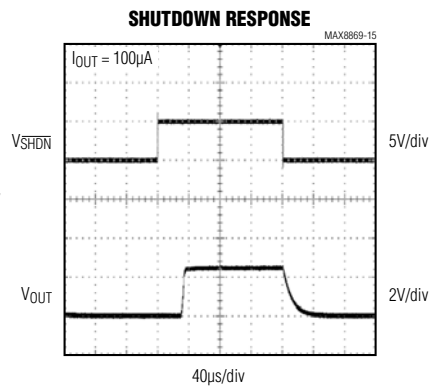 SHUTDOWN RESPONSE
MAX8869-15
IOUT = 100µA
VSHDN
5V/div
VOUT
2V/div
40µs/div